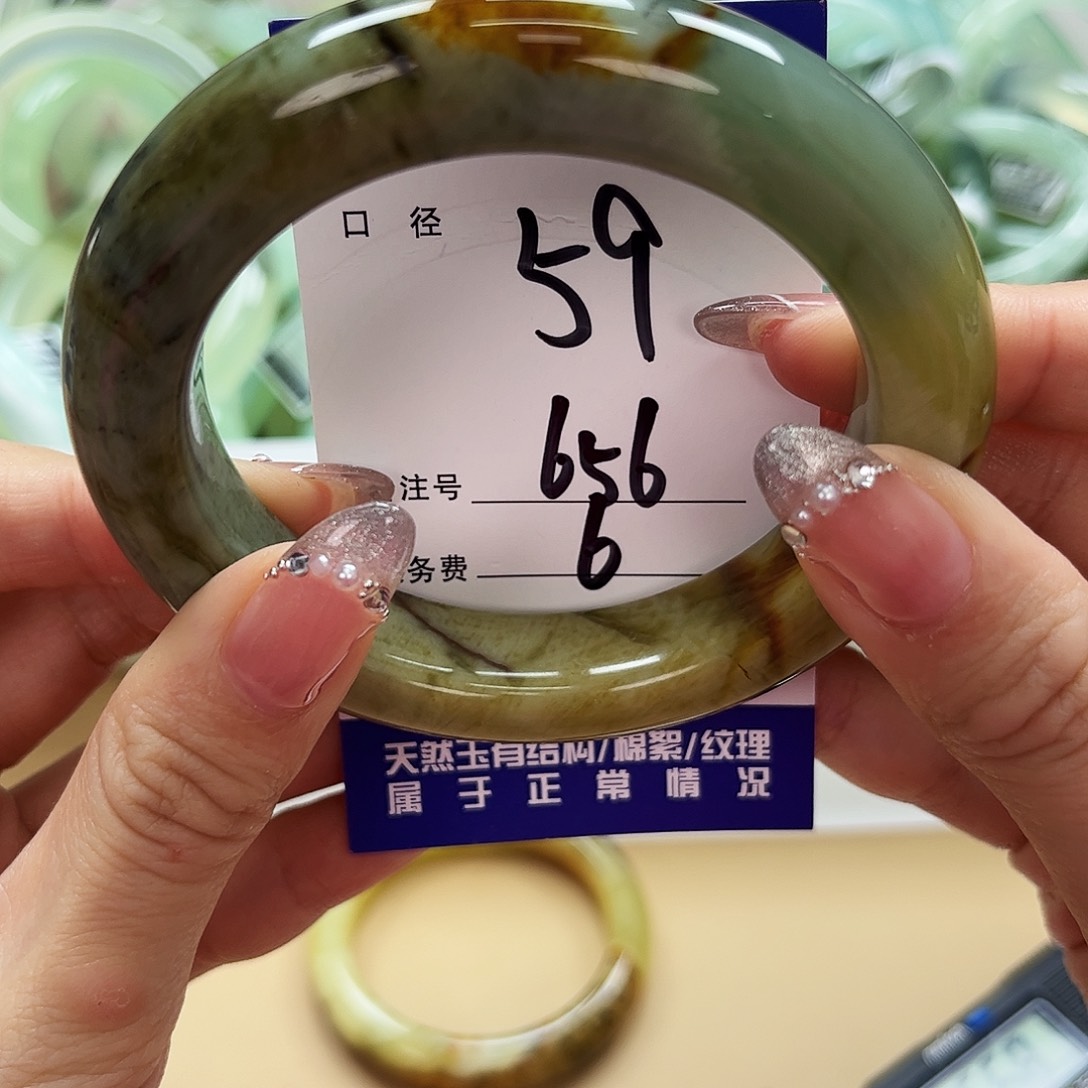 口 径 59
注号 656
务费 6
天然玉有结构/棉絮/纹理
属于正常情况